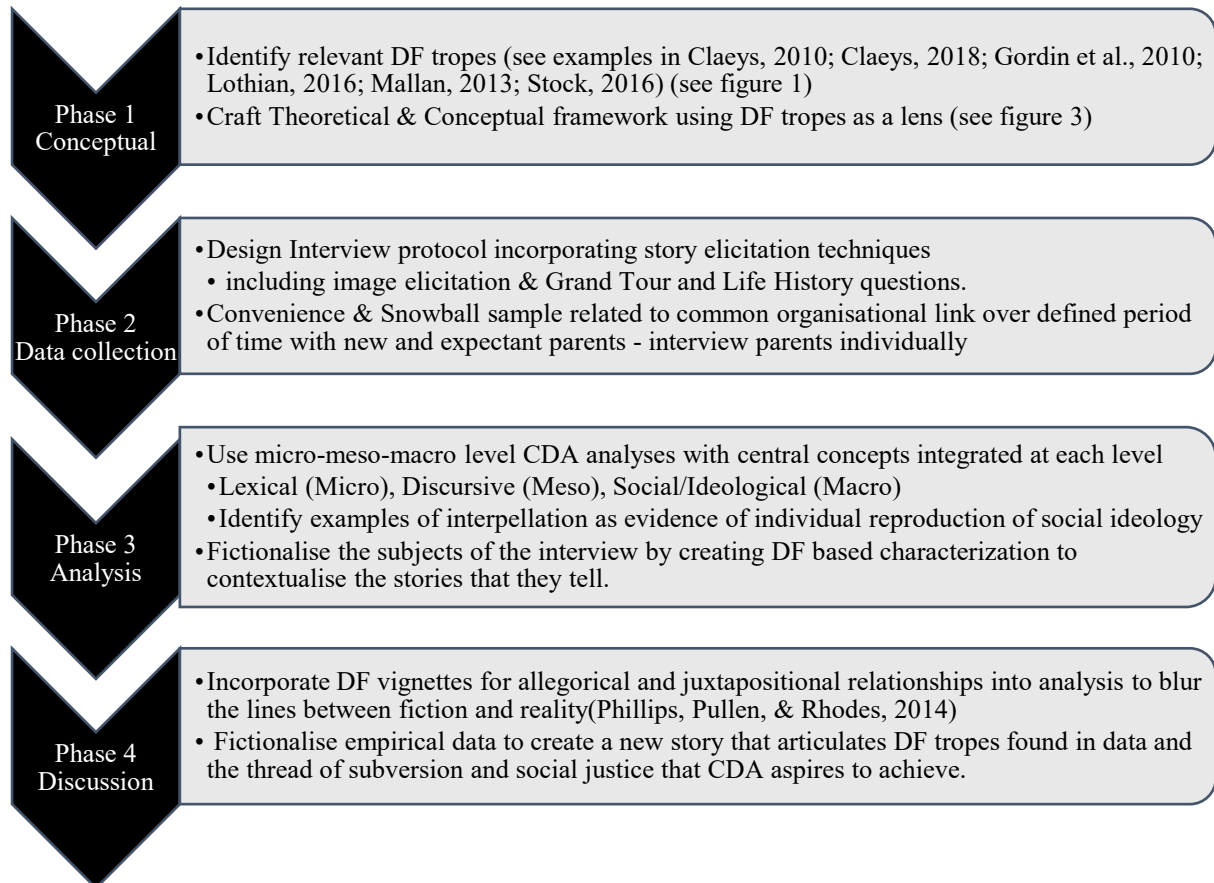 Phase 1
Conceptual
•Identify relevant DF tropes (see examples in Claeys, 2010; Claeys, 2018; Gordin et al., 2010;
Lothian, 2016; Mallan, 2013; Stock, 2016) (see figure 1)
•Craft Theoretical & Conceptual framework using DF tropes as a lens (see figure 3)
Phase 2
Data collection
•Design Interview protocol incorporating story elicitation techniques
• including image elicitation & Grand Tour and Life History questions.
•Convenience & Snowball sample related to common organisational link over defined period
of time with new and expectant parents - interview parents individually
Phase 3
Analysis
•Use micro-meso-macro level CDA analyses with central concepts integrated at each level
•Lexical (Micro), Discursive (Meso), Social/Ideological (Macro)
•Identify examples of interpellation as evidence of individual reproduction of social ideology
•Fictionalise the subjects of the interview by creating DF based characterization to
contextualise the stories that they tell.
Phase 4
Discussion
•Incorporate DF vignettes for allegorical and juxtapositional relationships into analysis to blur
the lines between fiction and reality(Phillips, Pullen, & Rhodes, 2014)
• Fictionalise empirical data to create a new story that articulates DF tropes found in data and
the thread of subversion and social justice that CDA aspires to achieve.